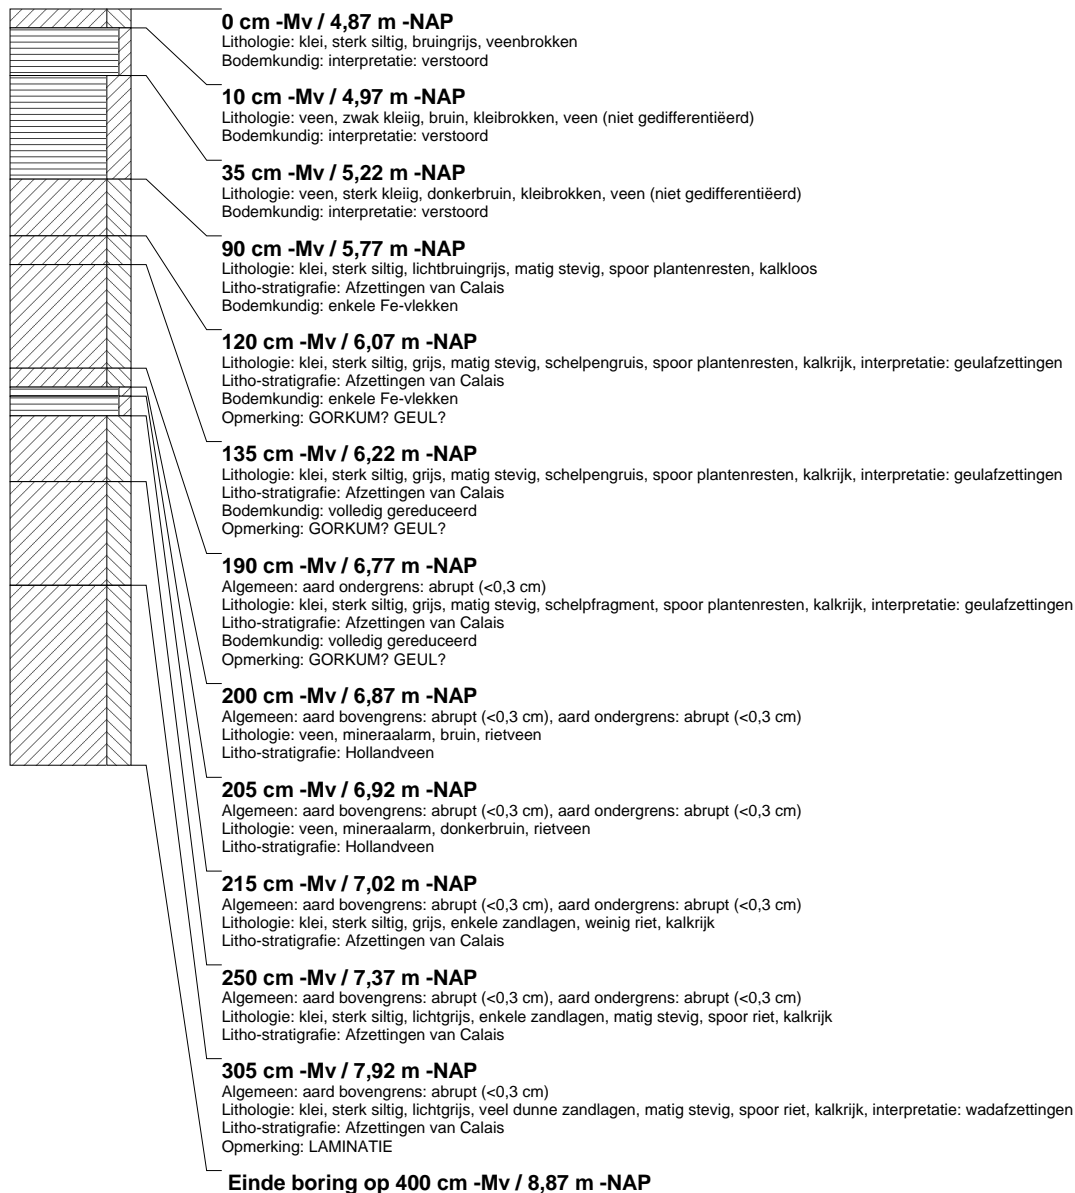 0 cm -Mv / 4,87 m -NAP
Lithologie: klei, sterk siltig, bruingrijs, veenbrokken
Bodemkundig: interpretatie: verstoord
10 cm -Mv / 4,97 m -NAP
Lithologie: veen, zwak kleiig, bruin, kleibrokken, veen (niet gedifferentiëerd)
Bodemkundig: interpretatie: verstoord
35 cm -Mv / 5,22 m -NAP
Lithologie: veen, sterk kleiig, donkerbruin, kleibrokken, veen (niet gedifferentiëerd)
Bodemkundig: interpretatie: verstoord
90 cm -Mv / 5,77 m -NAP
Lithologie: klei, sterk siltig, lichtbruingrijs, matig stevig, spoor plantenresten, kalkloos
Litho-stratigrafie: Afzettingen van Calais
Bodemkundig: enkele Fe-vlekken
120 cm -Mv / 6,07 m -NAP
Lithologie: klei, sterk siltig, grijs, matig stevig, schelpengruis, spoor plantenresten, kalkrijk, interpretatie: geulafzettingen
Litho-stratigrafie: Afzettingen van Calais
Bodemkundig: enkele Fe-vlekken
Opmerking: GORKUM? GEUL?
135 cm -Mv / 6,22 m -NAP
Lithologie: klei, sterk siltig, grijs, matig stevig, schelpengruis, spoor plantenresten, kalkrijk, interpretatie: geulafzettingen
Litho-stratigrafie: Afzettingen van Calais
Bodemkundig: volledig gereduceerd
Opmerking: GORKUM? GEUL?
190 cm -Mv / 6,77 m -NAP
Algemeen: aard ondergrens: abrupt (<0,3 cm)
Lithologie: klei, sterk siltig, grijs, matig stevig, schelpfragment, spoor plantenresten, kalkrijk, interpretatie: geulafzettingen
Litho-stratigrafie: Afzettingen van Calais
Bodemkundig: volledig gereduceerd
Opmerking: GORKUM? GEUL?
200 cm -Mv / 6,87 m -NAP
Algemeen: aard bovengrens: abrupt (<0,3 cm), aard ondergrens: abrupt (<0,3 cm)
Lithologie: veen, mineraalarm, bruin, rietveen
Litho-stratigrafie: Hollandveen
205 cm -Mv / 6,92 m -NAP
Algemeen: aard bovengrens: abrupt (<0,3 cm), aard ondergrens: abrupt (<0,3 cm)
Lithologie: veen, mineraalarm, donkerbruin, rietveen
Litho-stratigrafie: Hollandveen
215 cm -Mv / 7,02 m -NAP
Algemeen: aard bovengrens: abrupt (<0,3 cm), aard ondergrens: abrupt (<0,3 cm)
Lithologie: klei, sterk siltig, grijs, enkele zandlagen, weinig riet, kalkrijk
Litho-stratigrafie: Afzettingen van Calais
250 cm -Mv / 7,37 m -NAP
Algemeen: aard bovengrens: abrupt (<0,3 cm), aard ondergrens: abrupt (<0,3 cm)
Lithologie: klei, sterk siltig, lichtgrijs, enkele zandlagen, matig stevig, spoor riet, kalkrijk
Litho-stratigrafie: Afzettingen van Calais
305 cm -Mv / 7,92 m -NAP
Algemeen: aard bovengrens: abrupt (<0,3 cm)
Lithologie: klei, sterk siltig, lichtgrijs, veel dunne zandlagen, matig stevig, spoor riet, kalkrijk, interpretatie: wadafzettingen
Litho-stratigrafie: Afzettingen van Calais
Opmerking: LAMINATIE
Einde boring op 400 cm -Mv / 8,87 m -NAP